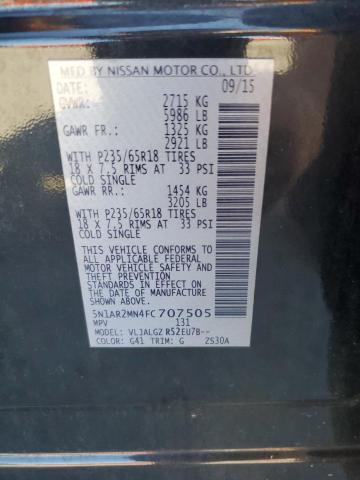 MFD BY NISSAN MOTOR CO., LTD.
DATE: 09/15
GVWR: 2715 KG
5986 LB
GAWR FR.: 1325 KG
2921 LB
WITH P235/65R18 TIRES
18 X 7.5 RIMS AT 33 PSI
COLD SINGLE
GAWR RR.: 1454 KG
3205 LB
WITH P235/65R18 TIRES
18 X 7.5 RIMS AT 33 PSI
COLD SINGLE
THIS VEHICLE CONFORMS TO
ALL APPLICABLE FEDERAL
MOTOR VEHICLE SAFETY
AND THEFT PREVENTION
STANDARDS IN EFFECT ON
THE DATE OF MANUFACTURE
SHOWN ABOVE.
5N1AR2MN4FC707505
MPV 131
MODEL: VLJALGZ R52EU7B--
COLOR: G41 TRIM: G ZS30A